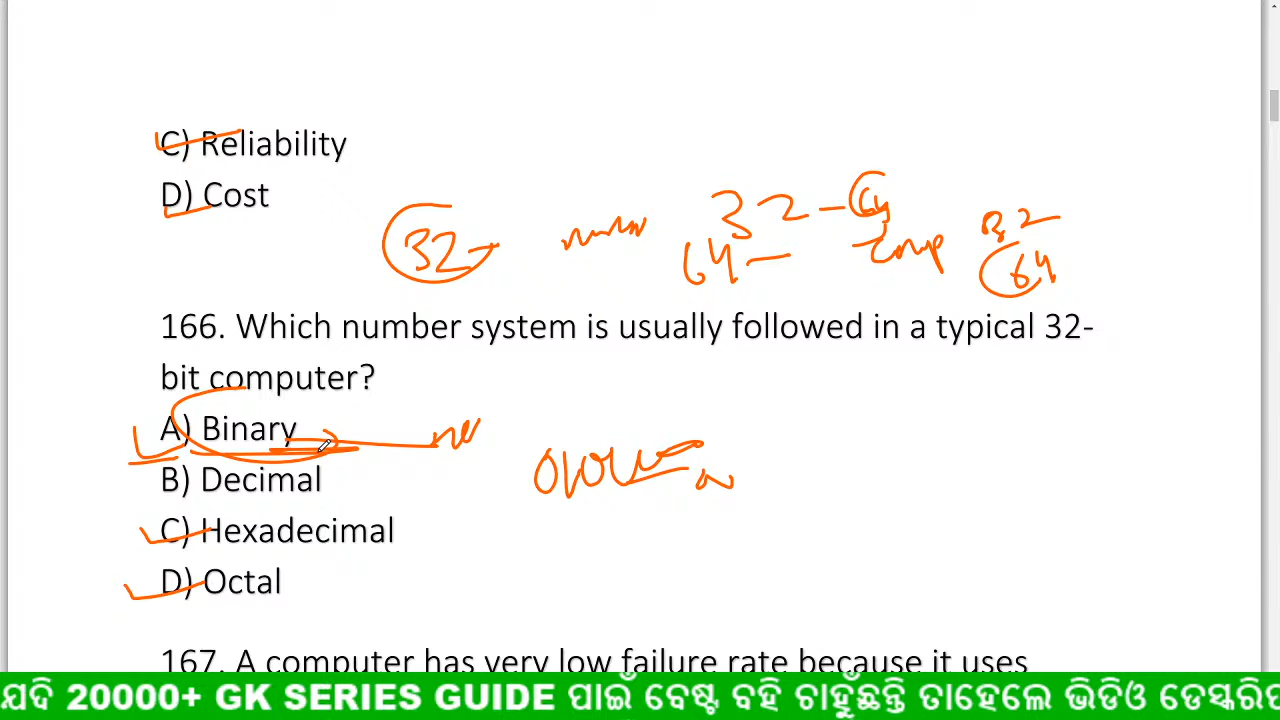 C) Reliability
D) Cost
32 32 - 64 32
64 - comp 64
166. Which number system is usually followed in a typical 32-
bit computer?
A) Binary
B) Decimal
C) Hexadecimal
D) Octal
167. A computer has very low failure rate because it uses
ଯଦି 20000+ GK SERIES GUIDE ପାଇଁ ବେଷ୍ଟ ବହି ଚାହୁଁଛନ୍ତି ତାହେଲେ ଭିଡିଓ ଡେସ୍କରିପ